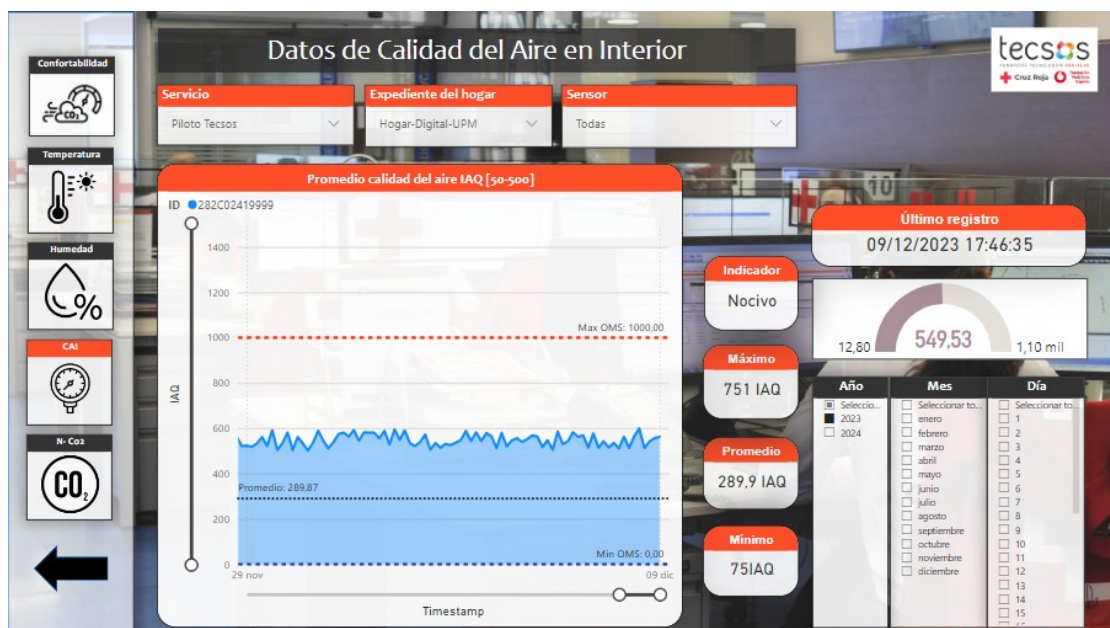 Datos de Calidad del Aire en Interior
tecsos
Cruz Roja
Confortabilidad
CO₂
Temperatura
Humedad
%
CAI
N- Co2
CO₂
Servicio
Piloto Tecsos
Expediente del hogar
Hogar-Digital-UPM
Sensor
Todas
Promedio calidad del aire IAQ [50-500]
ID 282C02419999
IAQ
1400
1200
1000
800
600
400
200
0
Max OMS: 1000,00
Promedio: 289,87
Min OMS: 0,00
29 nov
09 dic
Timestamp
Indicador
Nocivo
Máximo
751 IAQ
Promedio
289,9 IAQ
Mínimo
75IAQ
10
Último registro
09/12/2023 17:46:35
12,80
549,53
1,10 mil
Año
Seleccio...
2023
2024
Mes
Seleccionar to...
enero
febrero
marzo
abril
mayo
junio
julio
agosto
septiembre
octubre
noviembre
diciembre
Día
Seleccionar to...
1
2
3
4
5
6
7
8
9
10
11
12
13
14
15